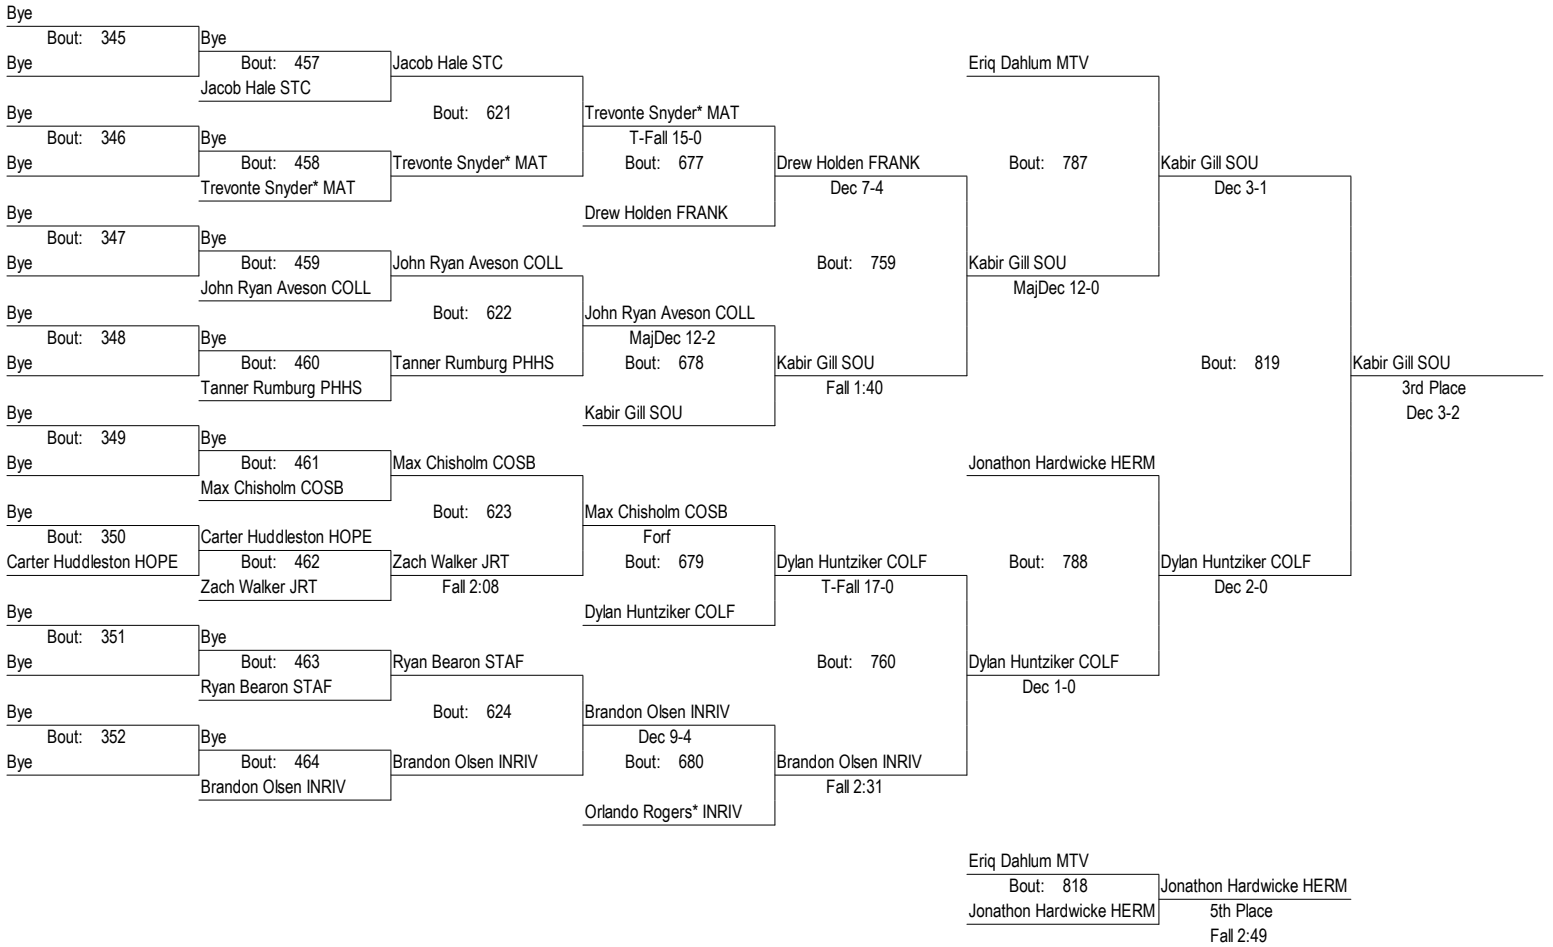 Bye
Bout: 345 Bye
Bye Bout: 457 Jacob Hale STC Eriq Dahlum MTV
Jacob Hale STC
Bye Bout: 621 Trevonte Snyder* MAT
Bout: 346 Bye T-Fall 15-0
Bye Bout: 458 Trevonte Snyder* MAT Bout: 677 Drew Holden FRANK Bout: 787 Kabir Gill SOU
Trevonte Snyder* MAT Dec 7-4 Dec 3-1
Bye Drew Holden FRANK
Bout: 347 Bye
Bye Bout: 459 John Ryan Aveson COLL Bout: 759 Kabir Gill SOU
John Ryan Aveson COLL MajDec 12-0
Bye Bout: 622 John Ryan Aveson COLL
Bout: 348 Bye MajDec 12-2
Bye Bout: 460 Tanner Rumburg PHHS Bout: 678 Kabir Gill SOU Bout: 819 Kabir Gill SOU
Tanner Rumburg PHHS Fall 1:40 3rd Place
Bye Kabir Gill SOU Dec 3-2
Bout: 349 Bye
Bye Bout: 461 Max Chisholm COSB Jonathon Hardwicke HERM
Max Chisholm COSB
Bye Bout: 623 Max Chisholm COSB
Bout: 350 Carter Huddleston HOPE Forf
Carter Huddleston HOPE Bout: 462 Zach Walker JRT Bout: 679 Dylan Huntziker COLF Bout: 788 Dylan Huntziker COLF
Zach Walker JRT Fall 2:08 T-Fall 17-0 Dec 2-0
Bye Dylan Huntziker COLF
Bout: 351 Bye
Bye Bout: 463 Ryan Bearon STAF Bout: 760 Dylan Huntziker COLF
Ryan Bearon STAF Dec 1-0
Bye Bout: 624 Brandon Olsen INRIV
Bout: 352 Bye Dec 9-4
Bye Bout: 464 Brandon Olsen INRIV Bout: 680 Brandon Olsen INRIV
Brandon Olsen INRIV Fall 2:31
Orlando Rogers* INRIV
Eriq Dahlum MTV
Bout: 818 Jonathon Hardwicke HERM
Jonathon Hardwicke HERM 5th Place
Fall 2:49